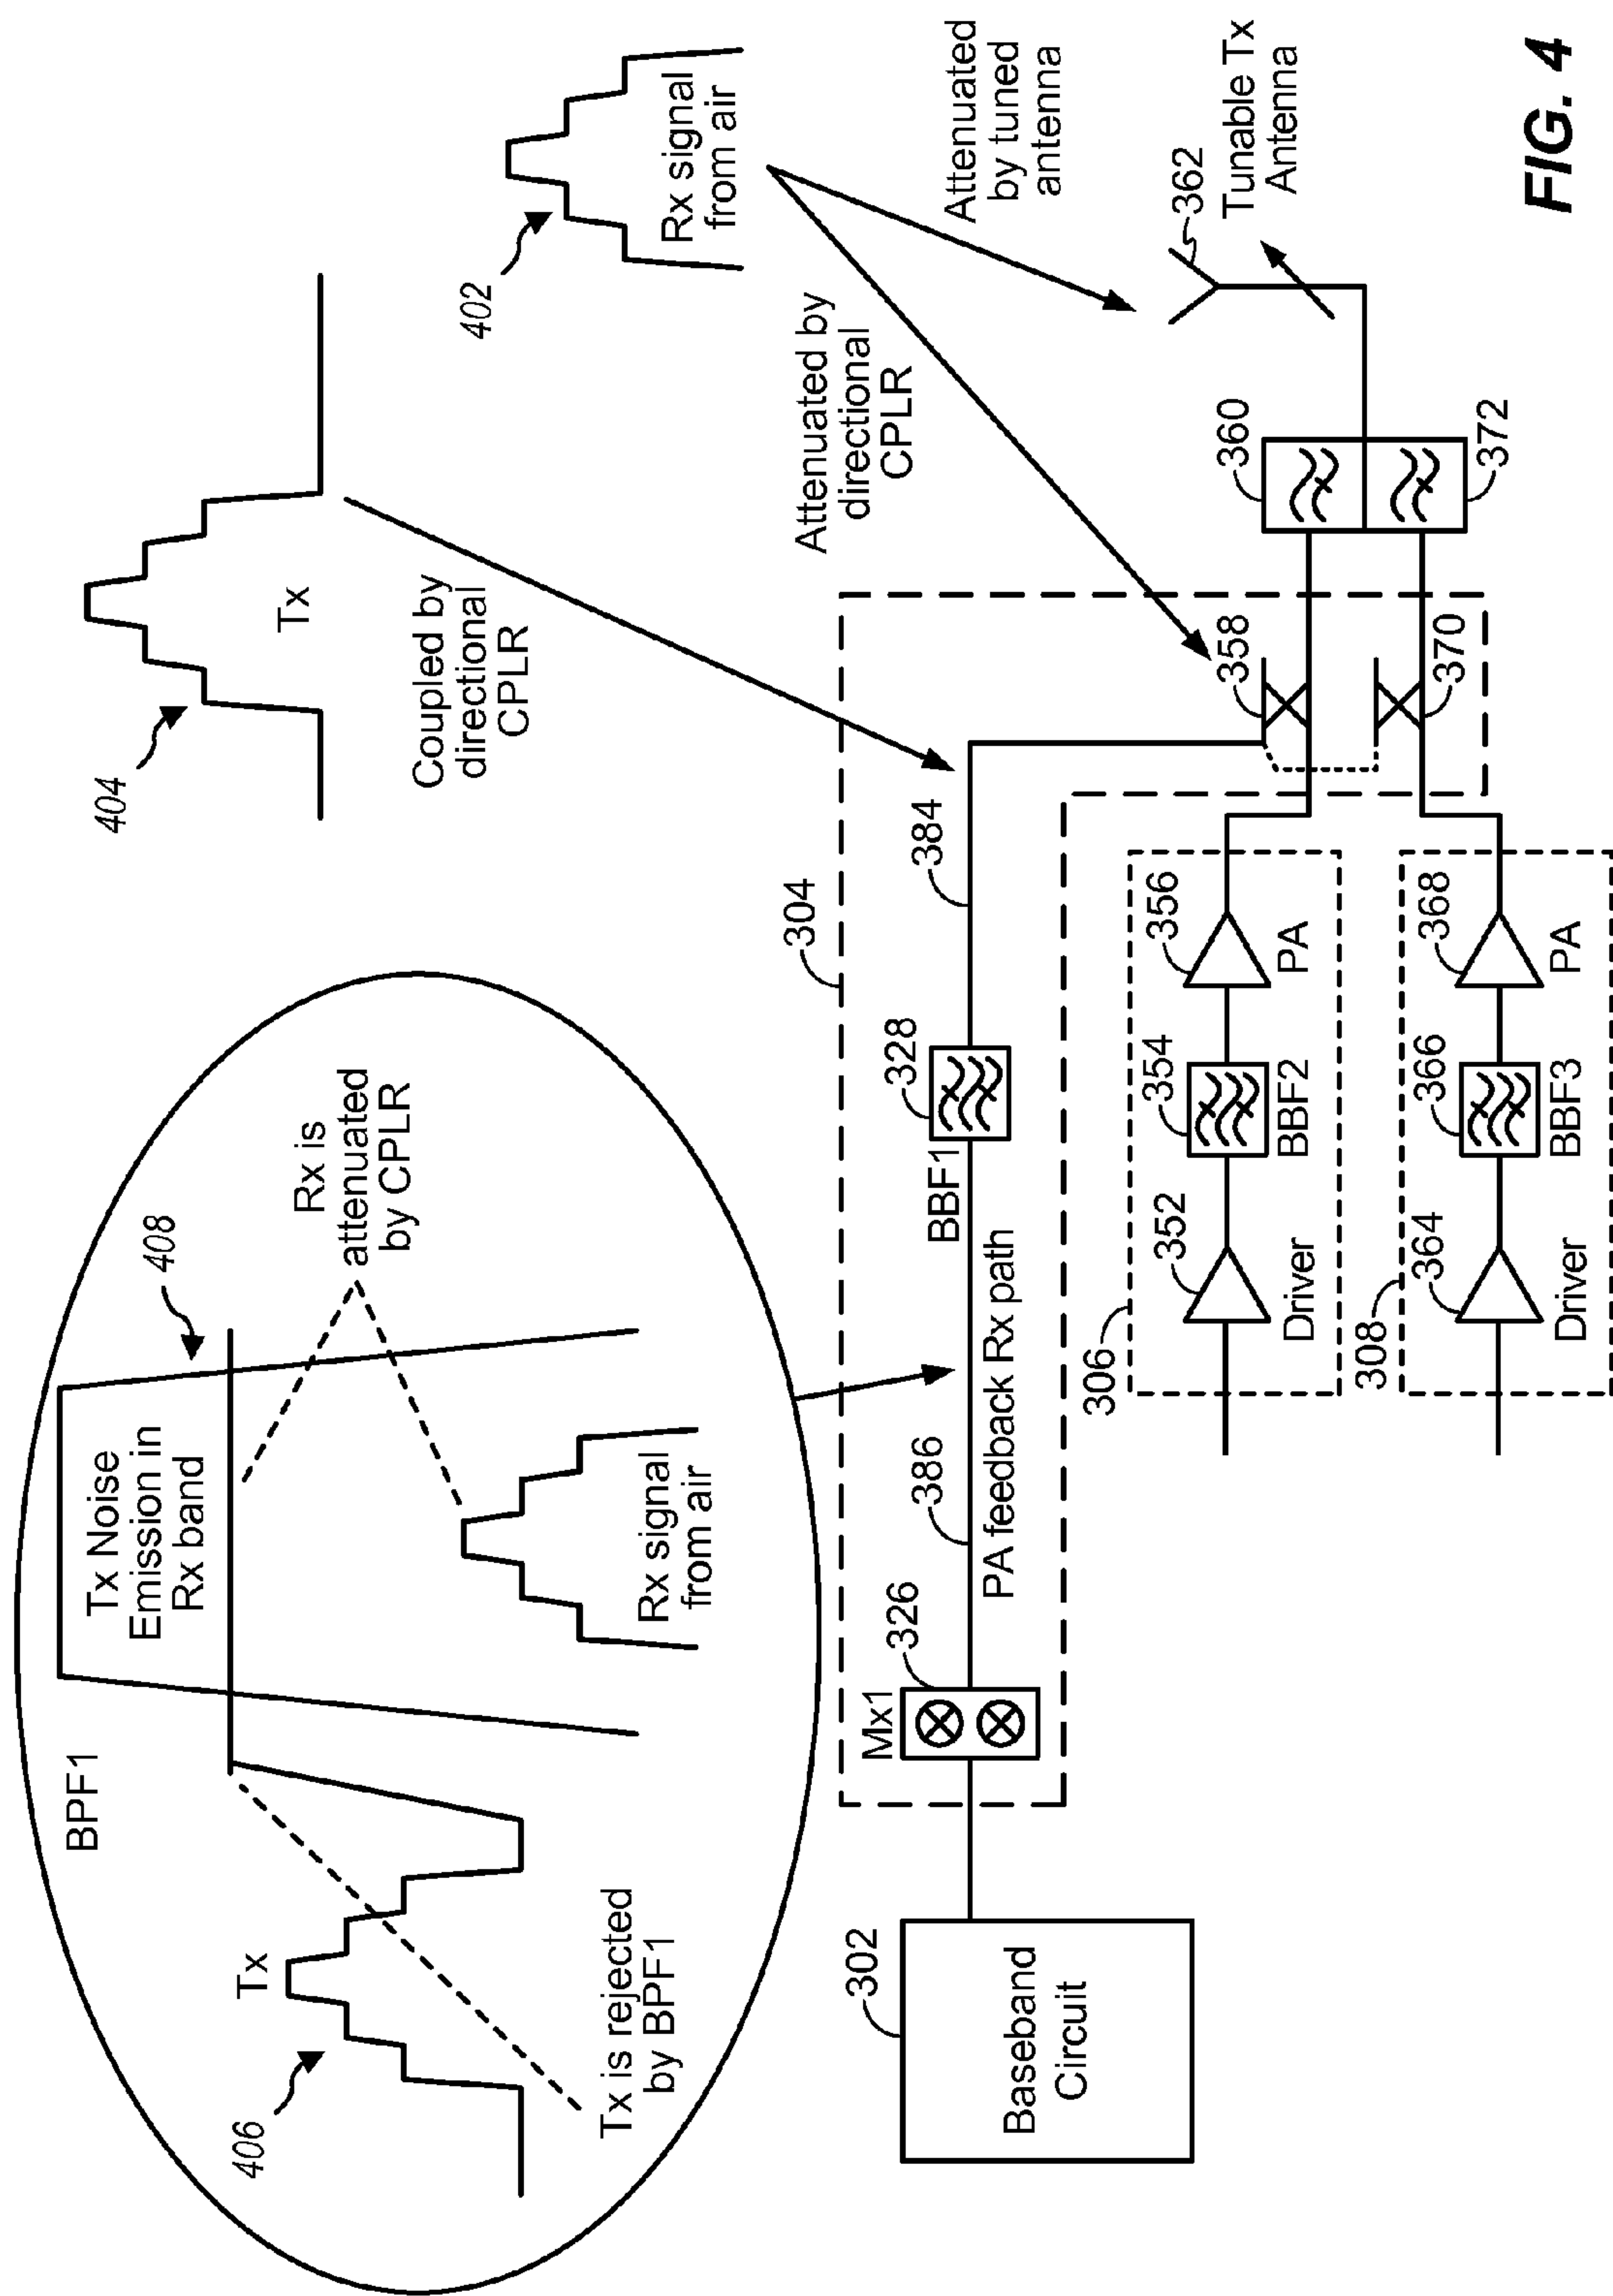 BPF1
Tx Noise
Emission in
Rx band
408
Rx is
attenuated
by CPLR
Tx
406
Tx is rejected
by BPF1
Rx signal
from air
404
Tx
Coupled by
directional
CPLR
402
Rx signal
from air
Attenuated by
directional
CPLR
Attenuated
by tuned
antenna
362
Tunable Tx
Antenna
304
302
Baseband
Circuit
Mx1
326
386
PA feedback Rx path
BBF1
328
384
358
360
370
372
306
352
Driver
354
BBF2
356
PA
308
364
Driver
366
BBF3
368
PA
FIG. 4